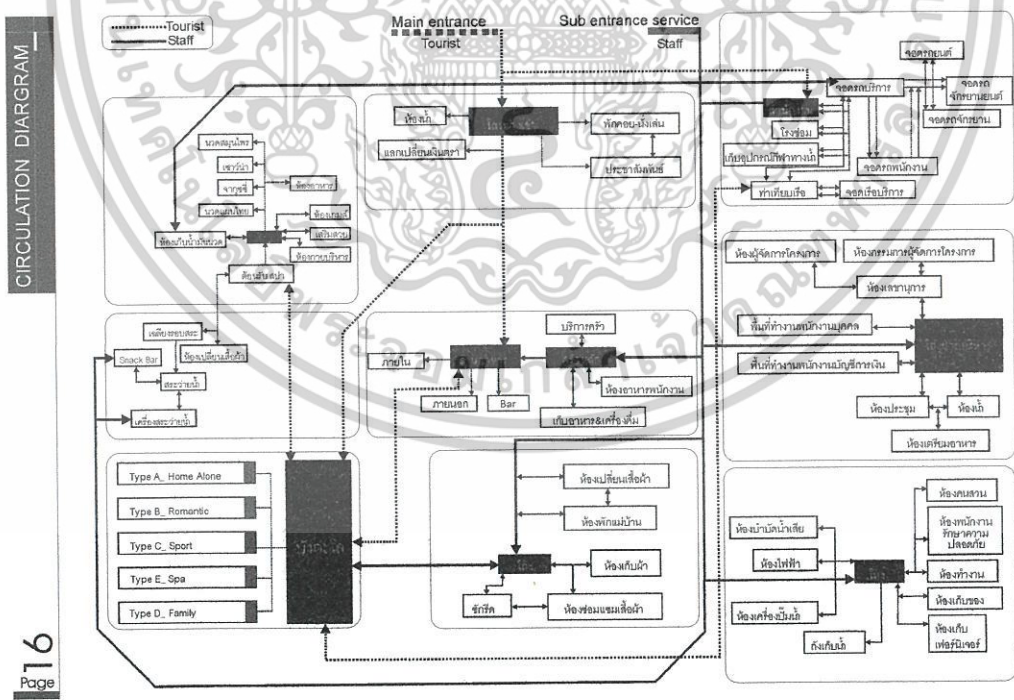 CIRCULATION DIARGRAM
Page 16
Tourist
Staff
Main entrance
Tourist
Sub entrance service
Staff
นวดสมุนไพร
เซาว์น่า
จากุซซี่
นวดแผนไทย
ห้องอาหาร
ห้องเกมส์
เสริมสวย
ห้องกายบริหาร
ห้องเก็บน้ำมันนวด
ต้อนรับสปา
ห้องน้ำ
แลกเปลี่ยนเงินตรา
พักคอย-นั่งเล่น
ประชาสัมพันธ์
จอดรถยนต์
จอดรถบริการ
จอดรถ
จักรยานยนต์
จอดรถจักรยาน
โรงซ่อม
เก็บอุปกรณ์กีฬาทางน้ำ
จอดรถพนักงาน
ท่าเทียบเรือ
จอดเรือบริการ
เฉลียงรอบสระ
Snack Bar
ห้องเปลี่ยนเสื้อผ้า
สระว่ายน้ำ
เครื่องสระว่ายน้ำ
บริการครัว
ภายใน
ห้องอาหารพนักงาน
ภายนอก
Bar
เก็บอาหาร&เครื่องดื่ม
ห้องผู้จัดการโครงการ
ห้องกรรมการผู้จัดการโครงการ
ห้องเลขานุการ
พื้นที่ทำงานพนักงานบุคคล
พื้นที่ทำงานพนักงานบัญชีการเงิน
ห้องประชุม
ห้องน้ำ
ห้องเตรียมอาหาร
Type A_ Home Alone
Type B_ Romantic
Type C_ Sport
Type E_ Spa
Type D_ Family
ห้องเปลี่ยนเสื้อผ้า
ห้องพักแม่บ้าน
ห้องเก็บผ้า
ซักรีด
ห้องซ่อมแซมเสื้อผ้า
ห้องคนสวน
ห้องบำบัดน้ำเสีย
ห้องพนักงาน
รักษาความ
ปลอดภัย
ห้องไฟฟ้า
ห้องทำงาน
ห้องเก็บของ
ห้องเครื่องปั๊มน้ำ
ห้องเก็บ
เฟอร์นิเจอร์
ถังเก็บน้ำ